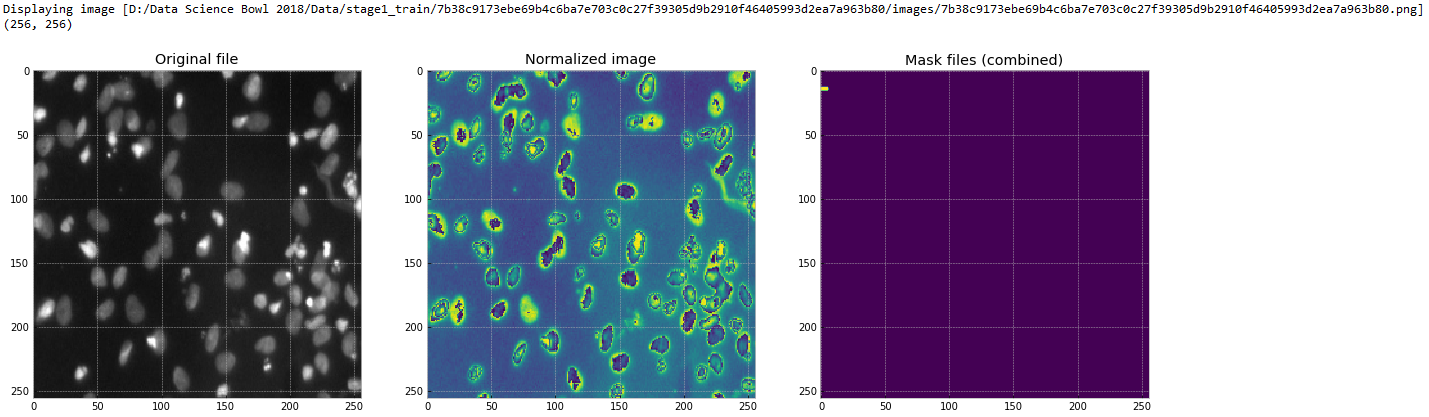 Displaying image [D:/Data Science Bowl 2018/Data/stage1_train/7b38c9173ebe69b4c6ba7e703c0c27f39305d9b2910f46405993d2ea7a963b80/images/7b38c9173ebe69b4c6ba7e703c0c27f39305d9b2910f46405993d2ea7a963b80.png]
(256, 256)
Original file
0
50
100
150
200
250
0 50 100 150 200 250
Normalized image
0
50
100
150
200
250
0 50 100 150 200 250
Mask files (combined)
0
50
100
150
200
250
0 50 100 150 200 250